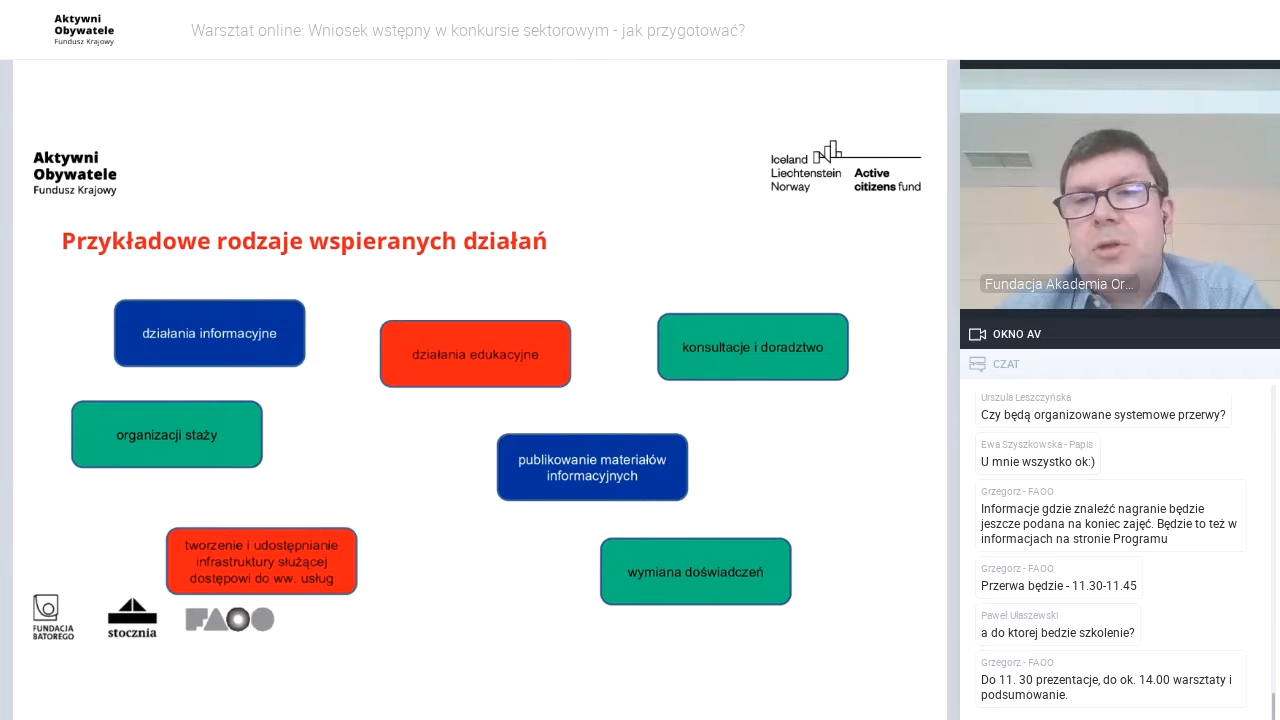 Aktywni
Obywatele
Fundusz Krajowy
Warsztat online: Wniosek wstępny w konkursie sektorowym - jak przygotować?
Aktywni
Obywatele
Fundusz Krajowy
Iceland
Liechtenstein
Norway
Active
citizens fund
Przykładowe rodzaje wspieranych działań
działania informacyjne
działania edukacyjne
konsultacje i doradztwo
organizacji staży
publikowanie materiałów
informacyjnych
tworzenie i udostępnianie
infrastruktury służącej
dostępowi do ww. usług
wymiana doświadczeń
FUNDACJA
BATOREGO
stocznia
FAOO
Fundacja Akademia Or...
OKNO AV
CZAT
Urszula Leszczyńska
Czy będą organizowane systemowe przerwy?
Ewa Szyszkowska - Papis
U mnie wszystko ok:)
Grzegorz - FAOO
Informacje gdzie znaleźć nagranie będzie
jeszcze podana na koniec zajęć. Będzie to też w
informacjach na stronie Programu
Grzegorz - FAOO
Przerwa będzie - 11.30-11.45
Paweł Ułaszewski
a do ktorej bedzie szkolenie?
Grzegorz - FAOO
Do 11. 30 prezentacje, do ok. 14.00 warsztaty i
podsumowanie.